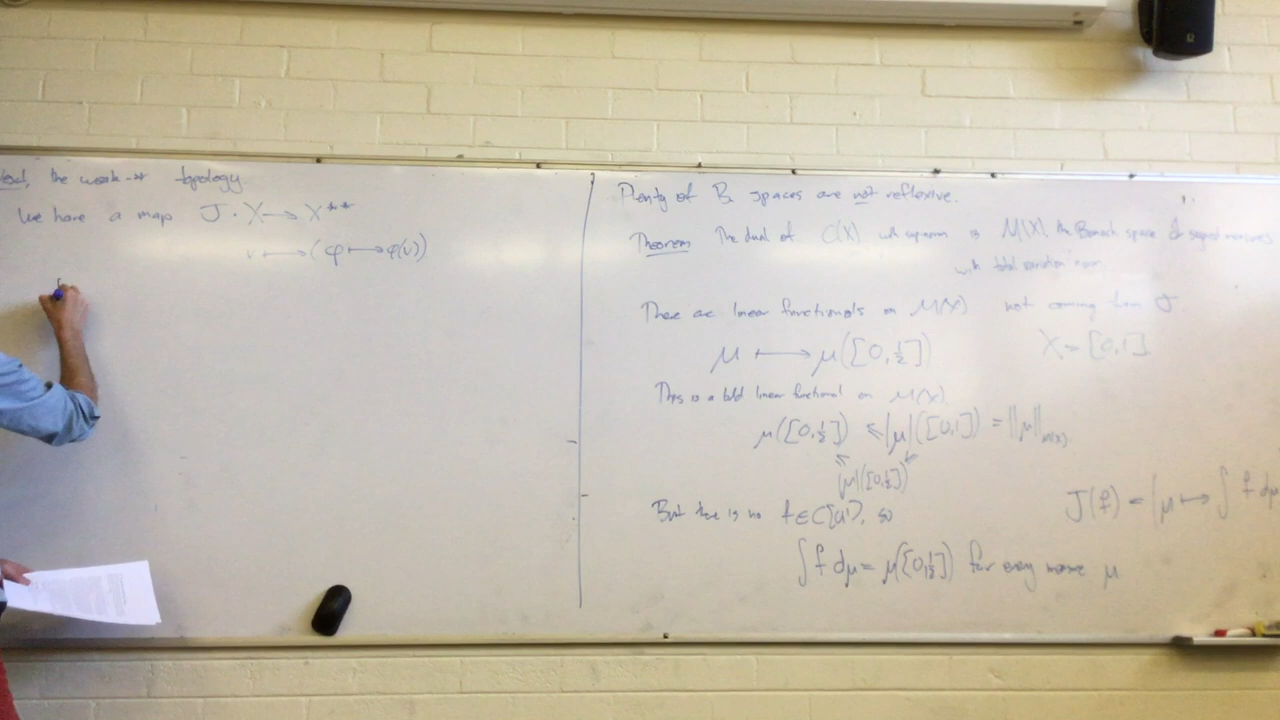 the weak-* topology.
We have a map J : X → X**
v ↦ (φ ↦ φ(v))
Plenty of B. spaces are not reflexive.
Theorem The dual of C(X) with supnorm is M(X), the Banach space of signed measures
with total variation norm
There are linear functionals on M(X) not coming from J.
μ ↦ μ([0,½]) X = [0,1].
This is a bdd linear functional on M(X)
μ([0,½]) ≤ |μ|([0,1]) = ||μ||_M(X).
|μ|([0,½])
But there is no f ∈ C([0,1]), so J(f) = (μ ↦ ∫ f dμ
∫ f dμ = μ([0,½]) for every measure μ